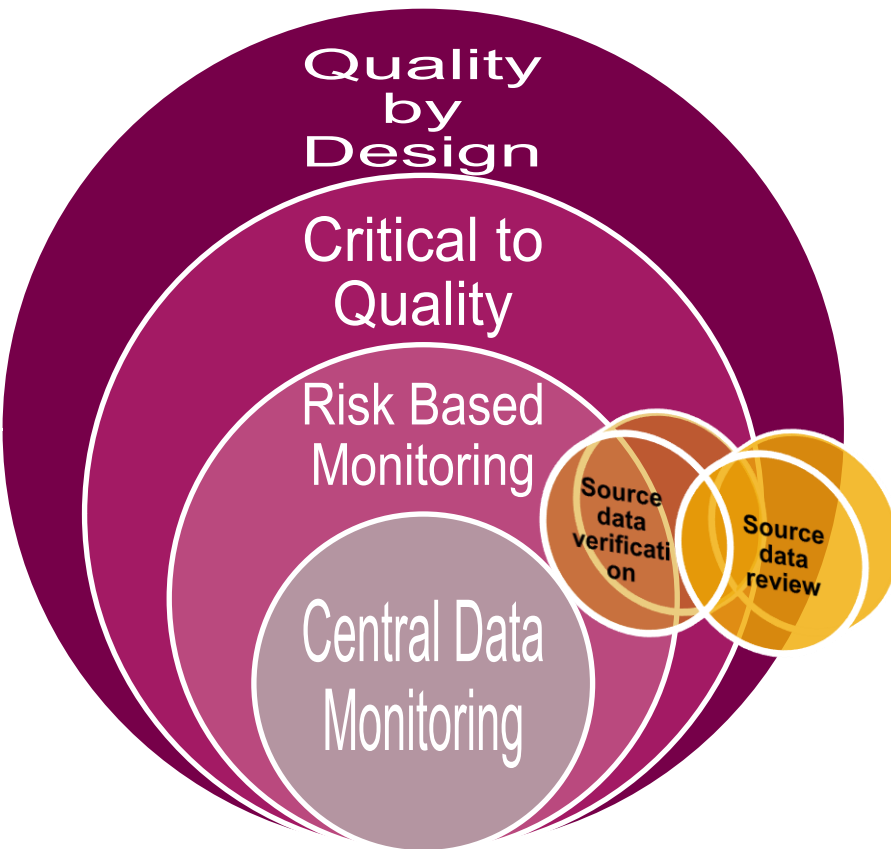 Quality
by
Design
Critical to
Quality
Risk Based
Monitoring
Source
data
verificati
on
Source
data
review
Central Data
Monitoring